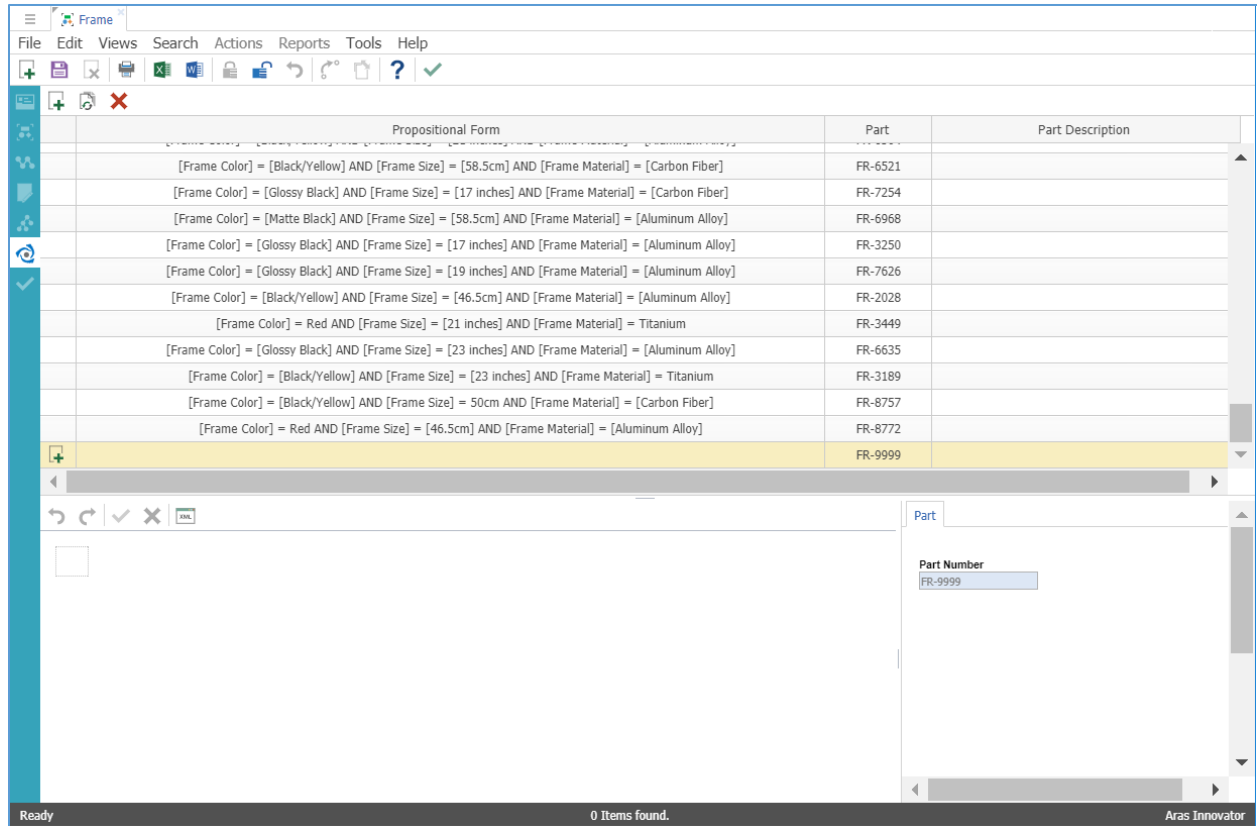 Frame
File Edit Views Search Actions Reports Tools Help
Propositional Form Part Part Description
[Frame Color] = [Black/Yellow] AND [Frame Size] = [58.5cm] AND [Frame Material] = [Carbon Fiber] FR-6521
[Frame Color] = [Glossy Black] AND [Frame Size] = [17 inches] AND [Frame Material] = [Carbon Fiber] FR-7254
[Frame Color] = [Matte Black] AND [Frame Size] = [58.5cm] AND [Frame Material] = [Aluminum Alloy] FR-6968
[Frame Color] = [Glossy Black] AND [Frame Size] = [17 inches] AND [Frame Material] = [Aluminum Alloy] FR-3250
[Frame Color] = [Glossy Black] AND [Frame Size] = [19 inches] AND [Frame Material] = [Aluminum Alloy] FR-7626
[Frame Color] = [Black/Yellow] AND [Frame Size] = [46.5cm] AND [Frame Material] = [Aluminum Alloy] FR-2028
[Frame Color] = Red AND [Frame Size] = [21 inches] AND [Frame Material] = Titanium FR-3449
[Frame Color] = [Glossy Black] AND [Frame Size] = [23 inches] AND [Frame Material] = [Aluminum Alloy] FR-6635
[Frame Color] = [Black/Yellow] AND [Frame Size] = [23 inches] AND [Frame Material] = Titanium FR-3189
[Frame Color] = [Black/Yellow] AND [Frame Size] = 50cm AND [Frame Material] = [Carbon Fiber] FR-8757
[Frame Color] = Red AND [Frame Size] = [46.5cm] AND [Frame Material] = [Aluminum Alloy] FR-8772
FR-9999
XML
Part
Part Number
FR-9999
Ready 0 Items found. Aras Innovator